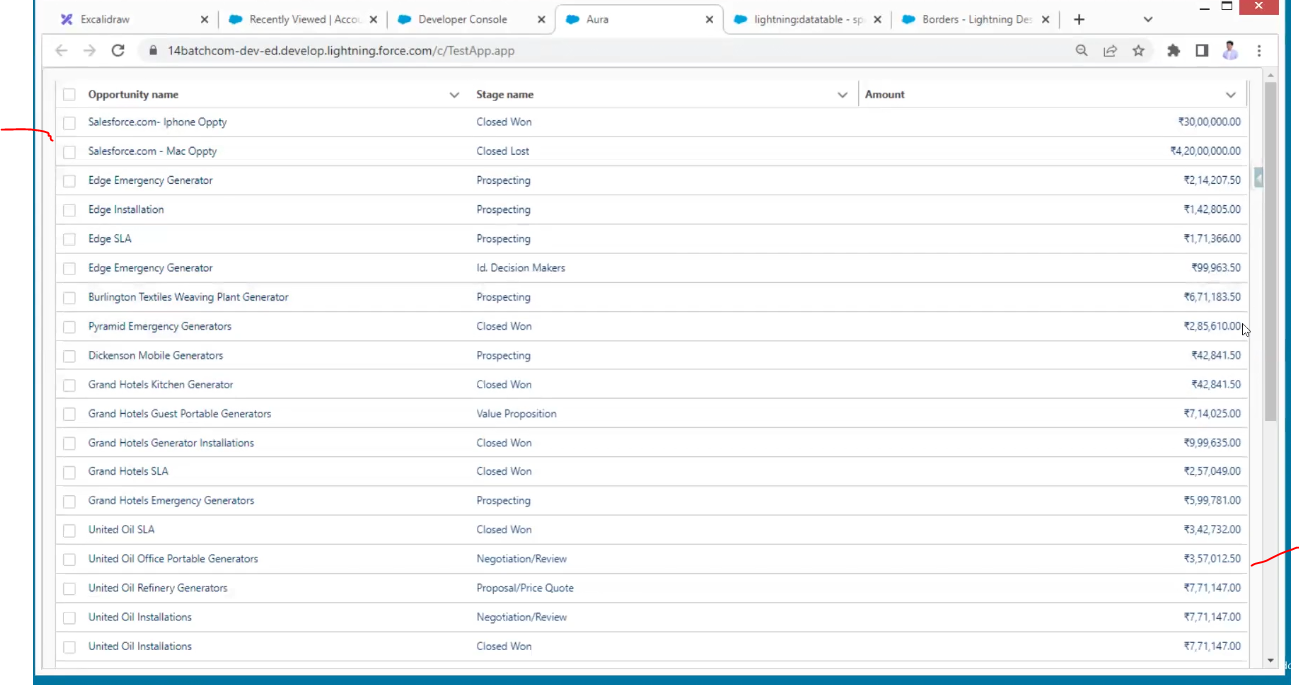 Excalidraw
Recently Viewed | Accou
Developer Console
Aura
lightning:datatable - sp
Borders - Lightning Des
14batchcom-dev-ed.develop.lightning.force.com/c/TestApp.app
Opportunity name Stage name Amount
Salesforce.com- Iphone Oppty Closed Won ₹30,00,000.00
Salesforce.com - Mac Oppty Closed Lost ₹4,20,00,000.00
Edge Emergency Generator Prospecting ₹2,14,207.50
Edge Installation Prospecting ₹1,42,805.00
Edge SLA Prospecting ₹1,71,366.00
Edge Emergency Generator Id. Decision Makers ₹99,963.50
Burlington Textiles Weaving Plant Generator Prospecting ₹6,71,183.50
Pyramid Emergency Generators Closed Won ₹2,85,610.00
Dickenson Mobile Generators Prospecting ₹42,841.50
Grand Hotels Kitchen Generator Closed Won ₹42,841.50
Grand Hotels Guest Portable Generators Value Proposition ₹7,14,025.00
Grand Hotels Generator Installations Closed Won ₹9,99,635.00
Grand Hotels SLA Closed Won ₹2,57,049.00
Grand Hotels Emergency Generators Prospecting ₹5,99,781.00
United Oil SLA Closed Won ₹3,42,732.00
United Oil Office Portable Generators Negotiation/Review ₹3,57,012.50
United Oil Refinery Generators Proposal/Price Quote ₹7,71,147.00
United Oil Installations Negotiation/Review ₹7,71,147.00
United Oil Installations Closed Won ₹7,71,147.00